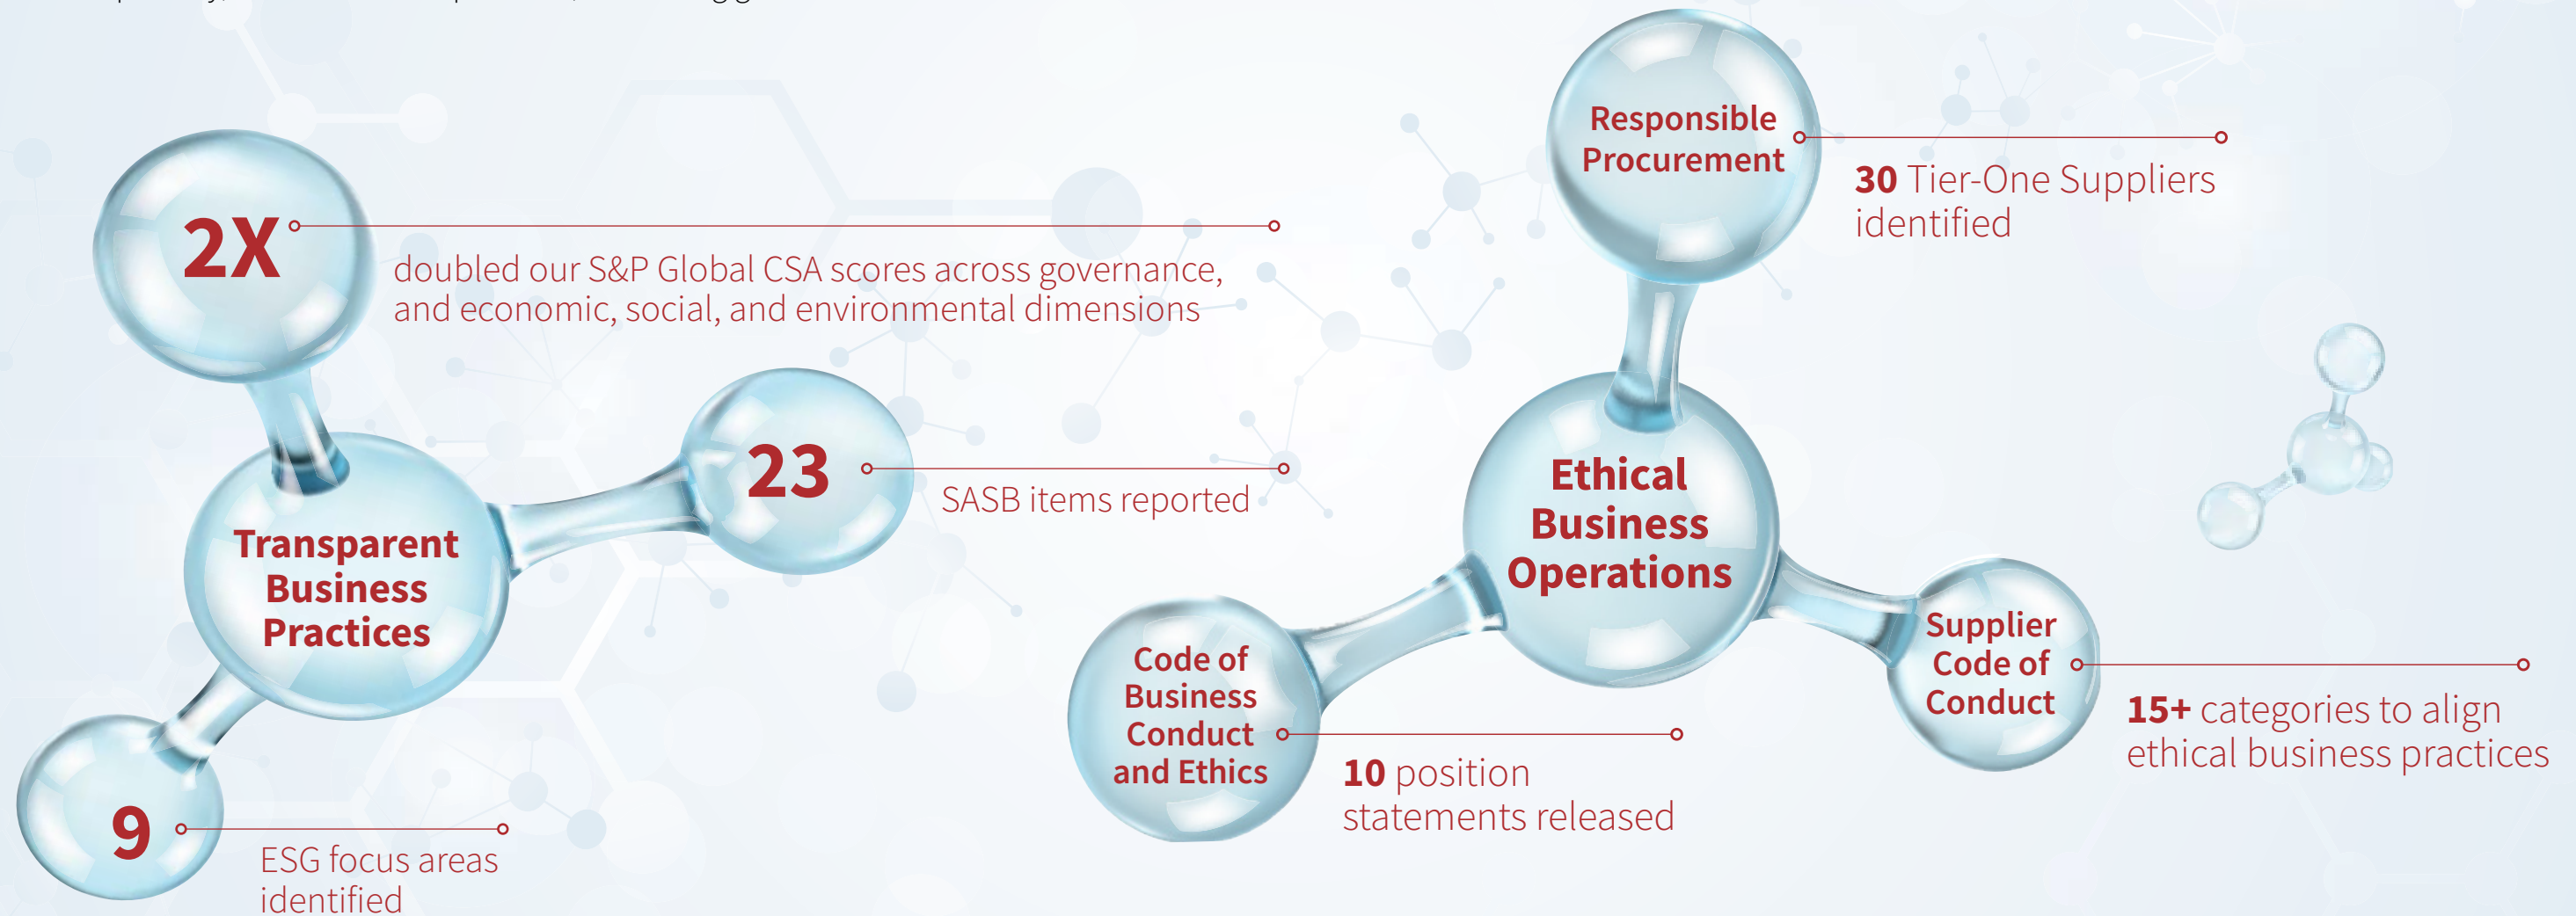 2X
doubled our S&P Global CSA scores across governance,
and economic, social, and environmental dimensions
23
SASB items reported
Transparent
Business
Practices
9
ESG focus areas
identified
Responsible
Procurement
30 Tier-One Suppliers
identified
Ethical
Business
Operations
Code of
Business
Conduct
and Ethics
10 position
statements released
Supplier
Code of
Conduct
15+ categories to align
ethical business practices